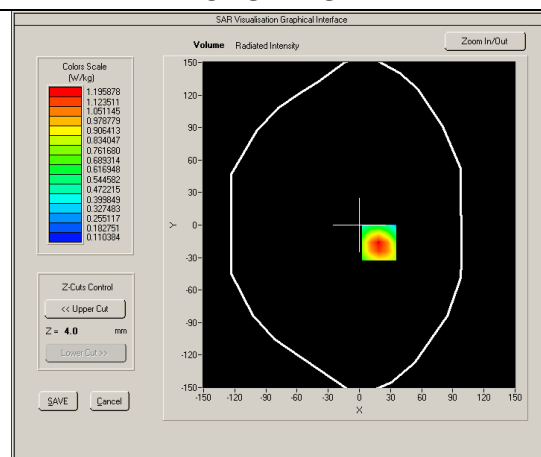 SAR Visualisation Graphical Interface
Volume Radiated Intensity
Zoom In/Out
Colors Scale
(W/kg)
1.195878
1.123511
1.051145
0.978779
0.906413
0.834047
0.761680
0.689314
0.616948
0.544582
0.472215
0.399849
0.327483
0.255117
0.182751
0.110384
Z-Cuts Control
<< Upper Cut
Z = 4.0 mm
Lower Cut >>
SAVE Cancel
150
120
90
60
30
0
-30
-60
-90
-120
-150
Y
-150 -120 -90 -60 -30 0 30 60 90 120 150
X